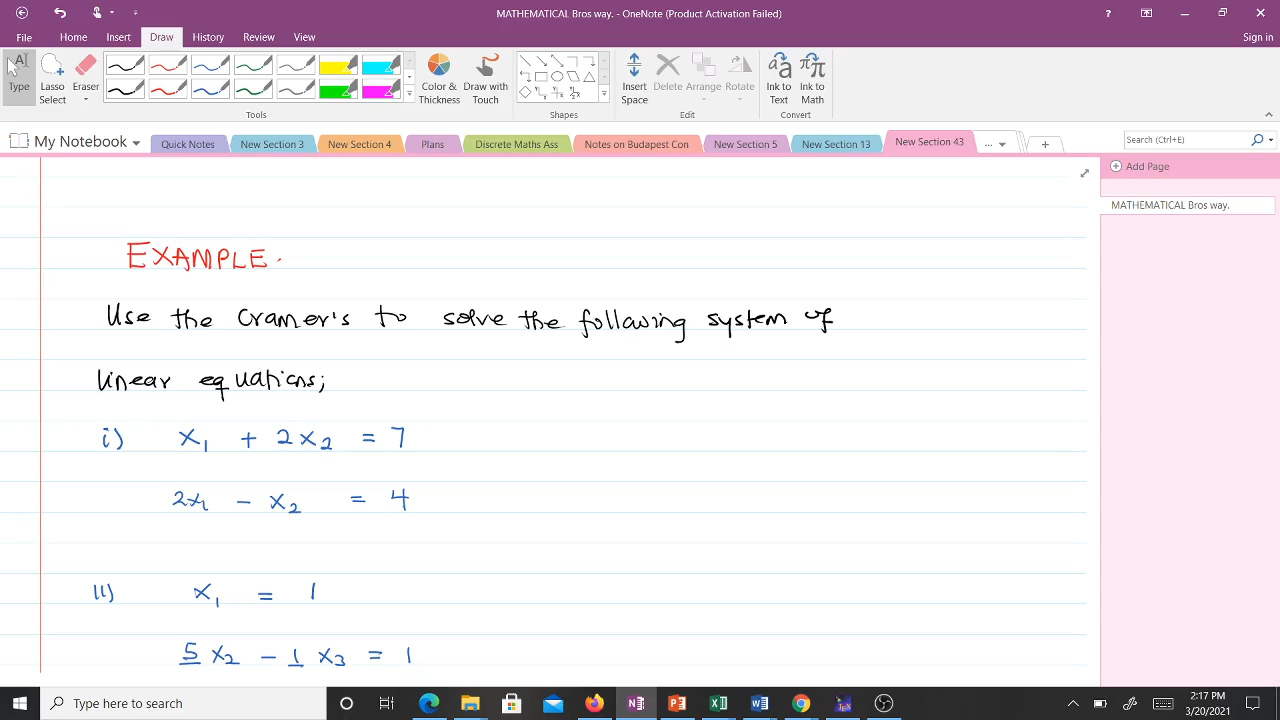 MATHEMATICAL Bros way. - OneNote (Product Activation Failed)
File Home Insert Draw History Review View Sign in
Type Lasso Select Eraser Color & Thickness Draw with Touch Insert Space Delete Arrange Rotate Ink to Text Ink to Math
Tools Shapes Edit Convert
My Notebook Quick Notes New Section 3 New Section 4 Plans Discrete Maths Ass Notes on Budapest Con New Section 5 New Section 13 New Section 43 ... Search (Ctrl+E)
Add Page
MATHEMATICAL Bros way.
EXAMPLE.
Use the Cramer's to solve the following system of
linear equations;
i) x₁ + 2x₂ = 7
2x₁ - x₂ = 4
ii) x₁ = 1
5x₂ - 1x₃ = 1
Type here to search
2:17 PM
3/20/2021